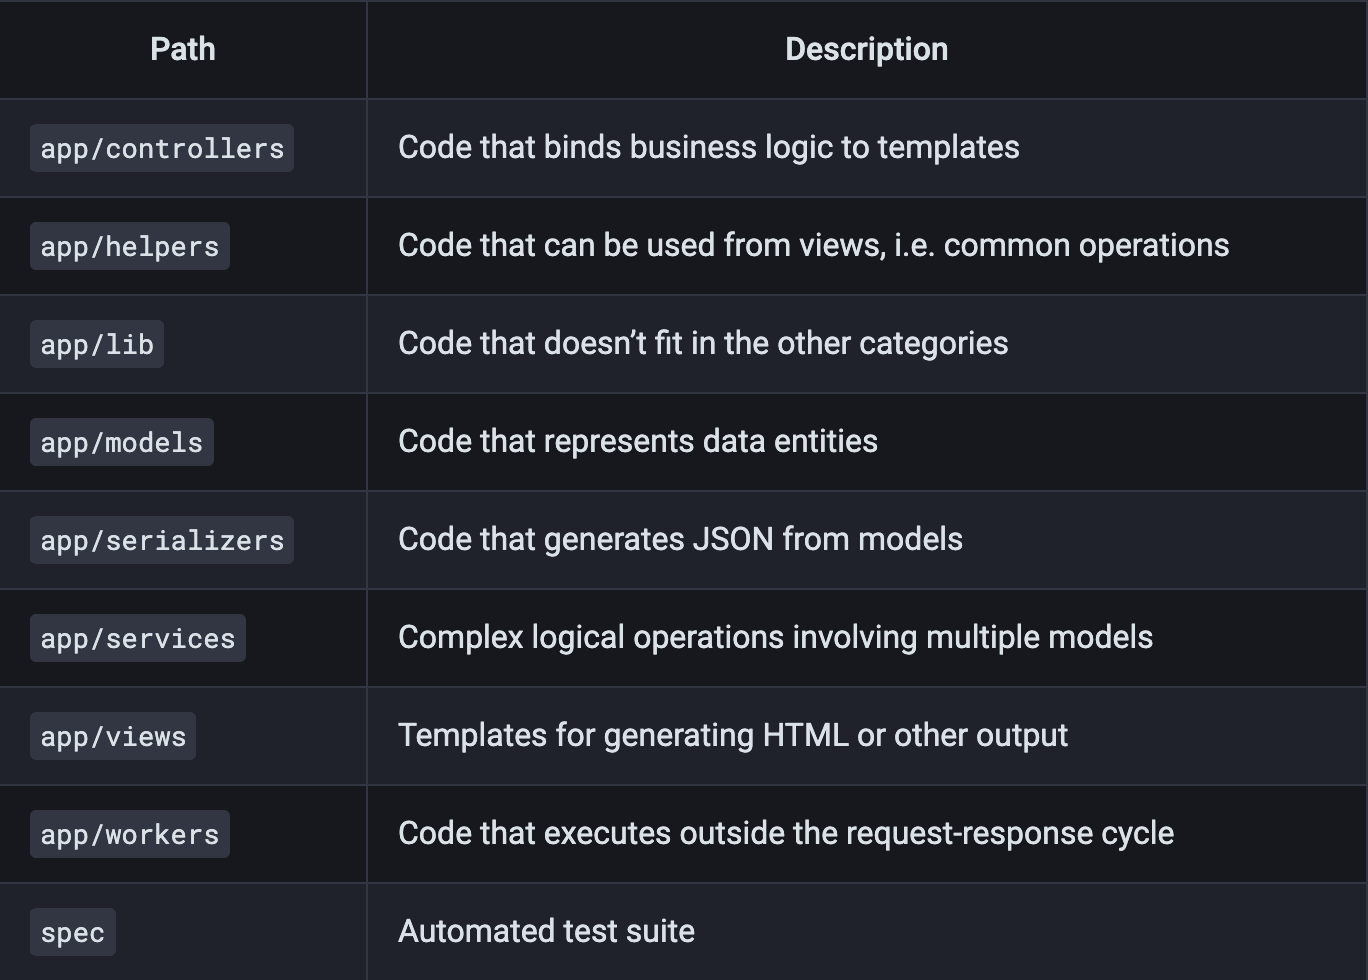 Path Description
app/controllers Code that binds business logic to templates
app/helpers Code that can be used from views, i.e. common operations
app/lib Code that doesn’t fit in the other categories
app/models Code that represents data entities
app/serializers Code that generates JSON from models
app/services Complex logical operations involving multiple models
app/views Templates for generating HTML or other output
app/workers Code that executes outside the request-response cycle
spec Automated test suite